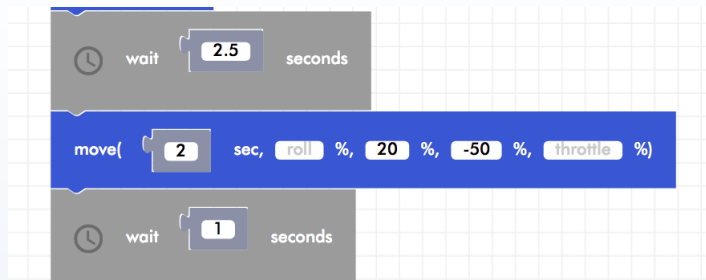 wait 2.5 seconds
move( 2 sec, roll %, 20 %, -50 %, throttle %)
wait 1 seconds